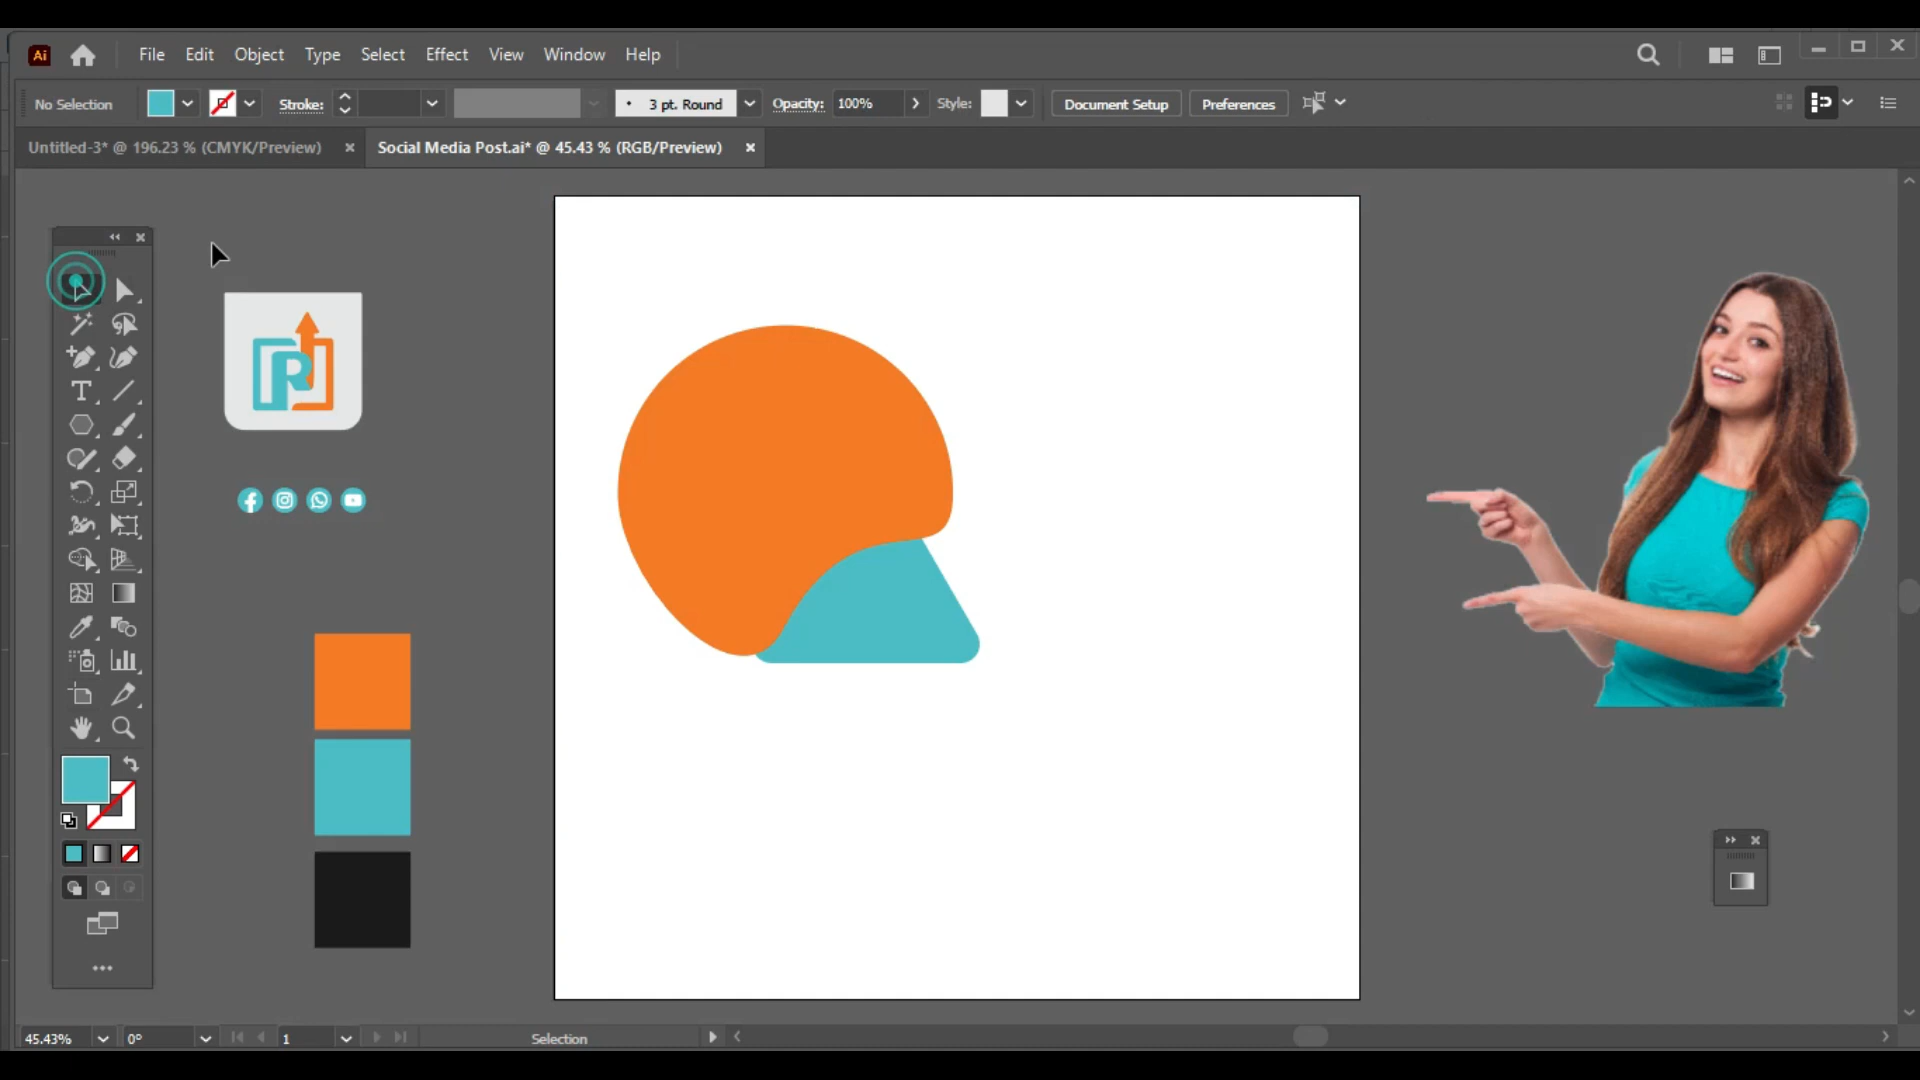 Ai File Edit Object Type Select Effect View Window Help
No Selection Stroke: 3 pt. Round Opacity: 100% Style: Document Setup Preferences
Untitled-3* @ 196.23 % (CMYK/Preview) Social Media Post.ai* @ 45.43 % (RGB/Preview)
R
45.43% 0° 1 Selection